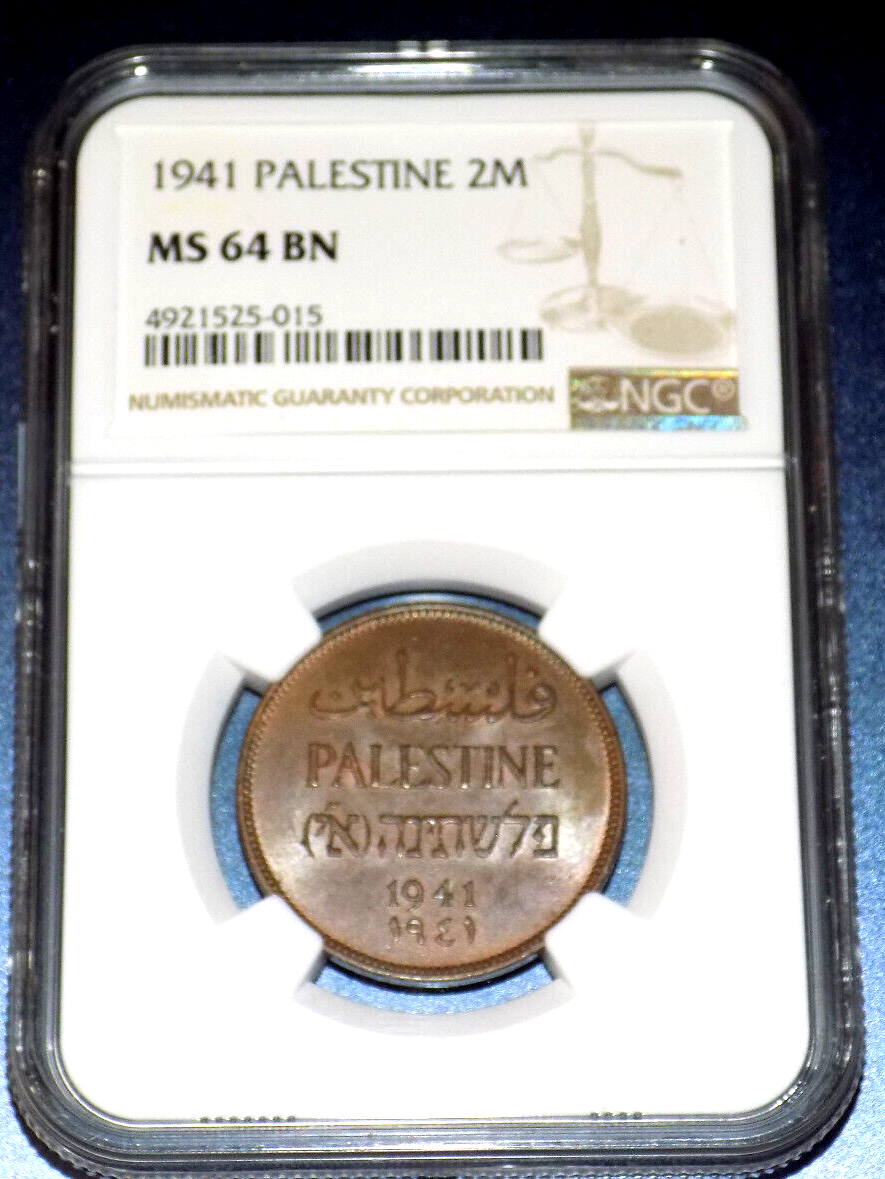 1941 PALESTINE 2M
MS 64 BN
4921525-015
NUMISMATIC GUARANTY CORPORATION
NGC®
فلسطين
PALESTINE
פלשתינה (א״י)
1941
١٩٤١